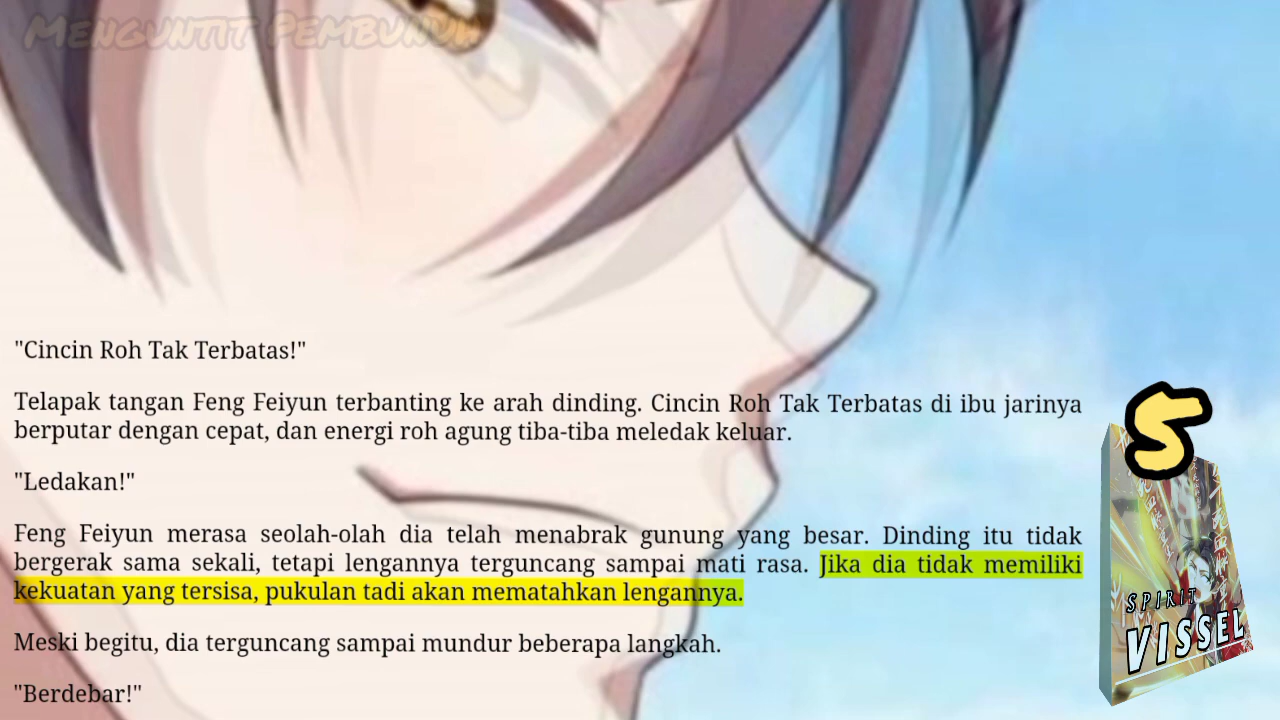 Menguntit Pembunuh
"Cincin Roh Tak Terbatas!"
Telapak tangan Feng Feiyun terbanting ke arah dinding. Cincin Roh Tak Terbatas di ibu jarinya
berputar dengan cepat, dan energi roh agung tiba-tiba meledak keluar.
"Ledakan!"
Feng Feiyun merasa seolah-olah dia telah menabrak gunung yang besar. Dinding itu tidak
bergerak sama sekali, tetapi lengannya terguncang sampai mati rasa. Jika dia tidak memiliki
kekuatan yang tersisa, pukulan tadi akan mematahkan lengannya.
Meski begitu, dia terguncang sampai mundur beberapa langkah.
"Berdebar!"
S
SPIRIT
VISSEL